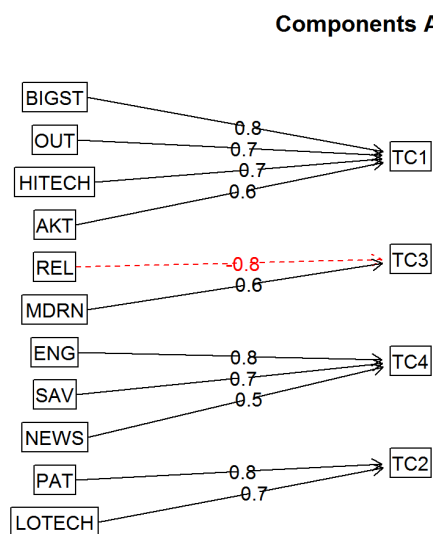 Components A
BIGST
0.8
OUT
0.7
TC1
HITECH
0.7
0.6
AKT
REL
-0.8
TC3
MDRN
0.6
ENG
0.8
TC4
SAV
0.7
NEWS
0.5
PAT
0.8
TC2
LOTECH
0.7